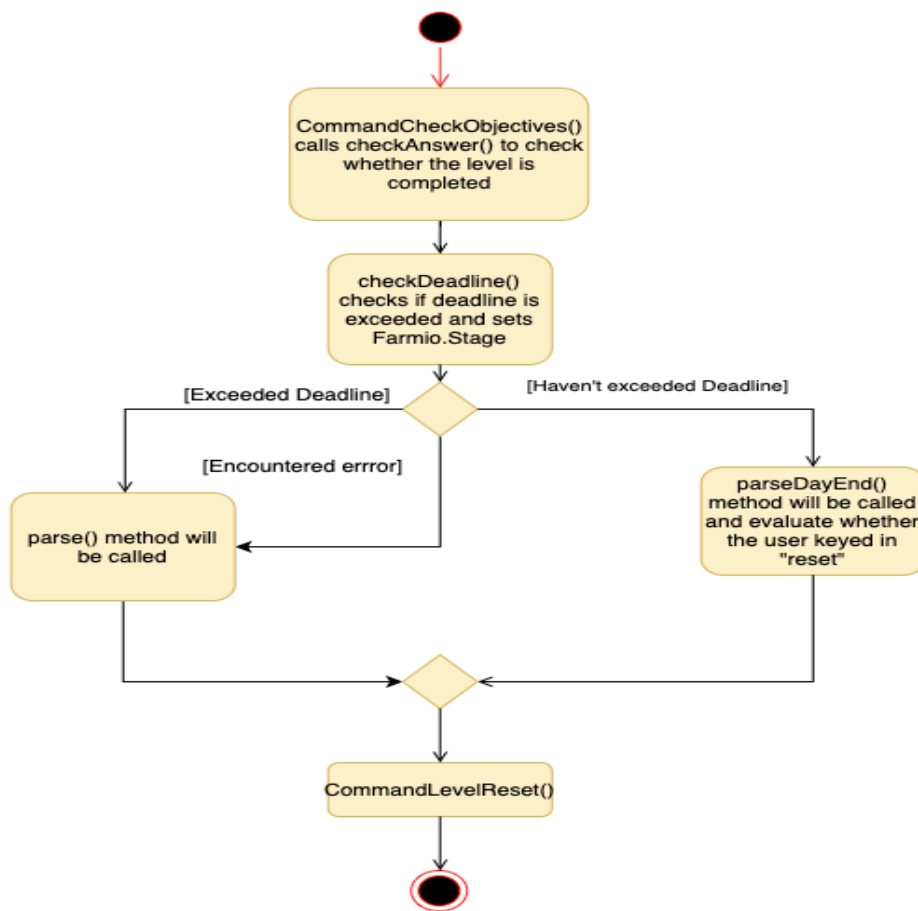 CommandCheckObjectives()
calls checkAnswer() to check
whether the level is
completed
checkDeadline()
checks if deadline is
exceeded and sets
Farmio.Stage
[Exceeded Deadline]
[Haven't exceeded Deadline]
[Encountered errror]
parse() method will
be called
parseDayEnd()
method will be called
and evaluate whether
the user keyed in
"reset"
CommandLevelReset()